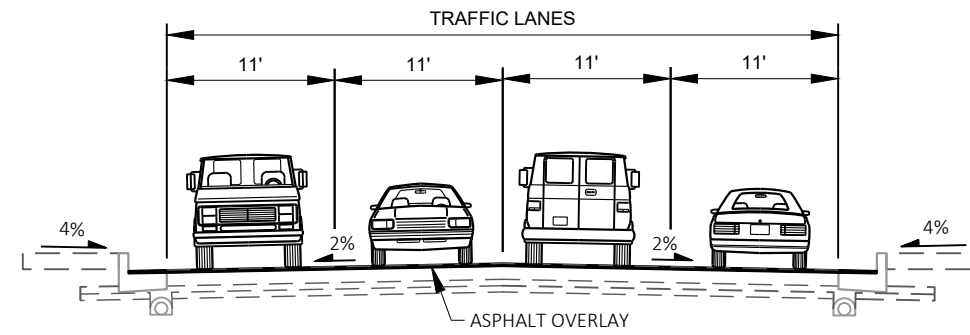 TRAFFIC LANES
11' 11' 11' 11'
4% 2% 2% 4%
ASPHALT OVERLAY